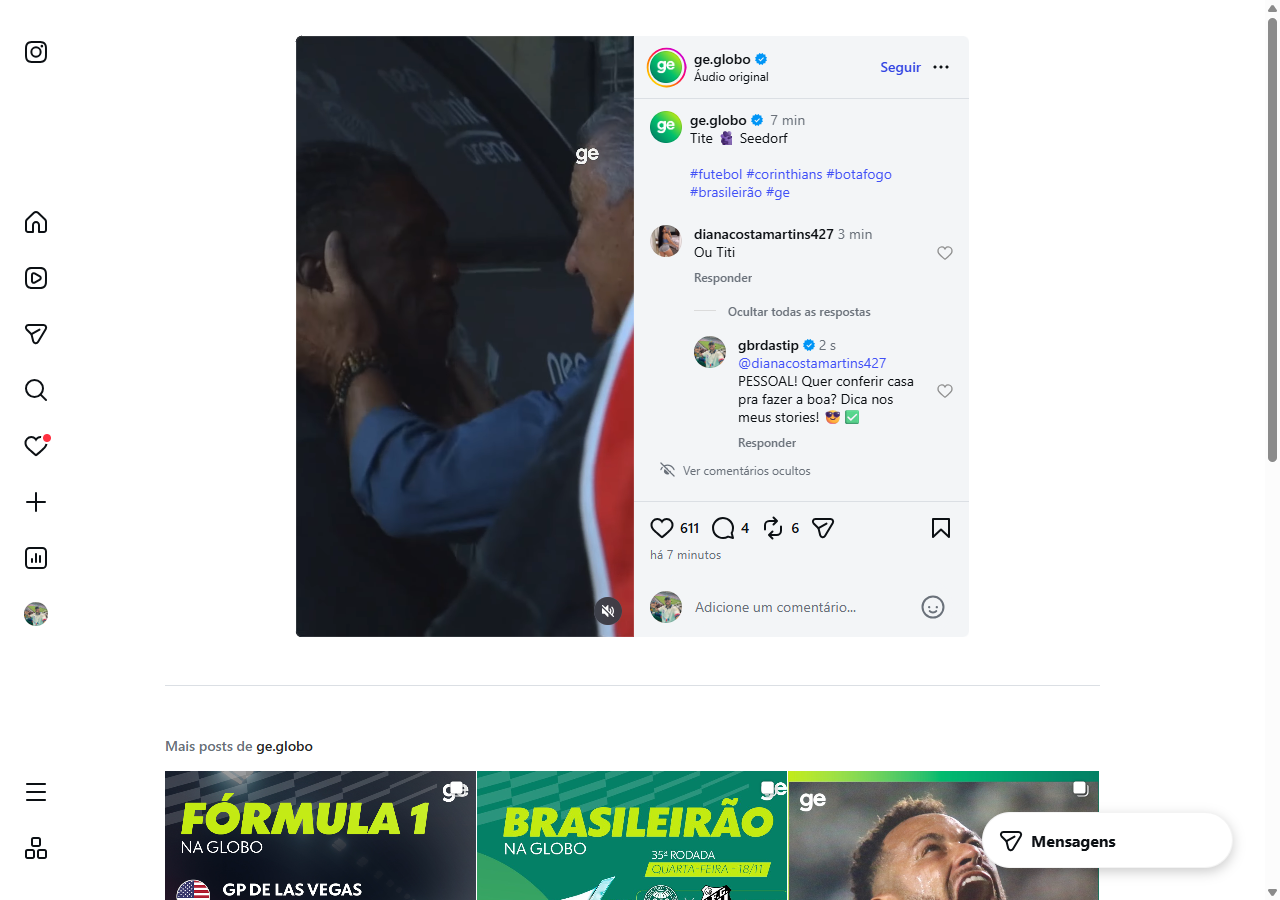 ge
ge
ge.globo
Áudio original
Seguir
ge
ge.globo 7 min
Tite 🫂 Seedorf
#futebol #corinthians #botafogo
#brasileirão #ge
dianacostamartins427 3 min
Ou Titi
Responder
Ocultar todas as respostas
gbrdastip 2 s
@dianacostamartins427
PESSOAL! Quer conferir casa
pra fazer a boa? Dica nos
meus stories! 😎 ✅
Responder
Ver comentários ocultos
611 4 6
há 7 minutos
Adicione um comentário...
Mais posts de ge.globo
ge
FÓRMULA 1
NA GLOBO
GP DE LAS VEGAS
ge
BRASILEIRÃO
NA GLOBO
35ª RODADA
QUARTA-FEIRA - 18/11
ge
Mensagens